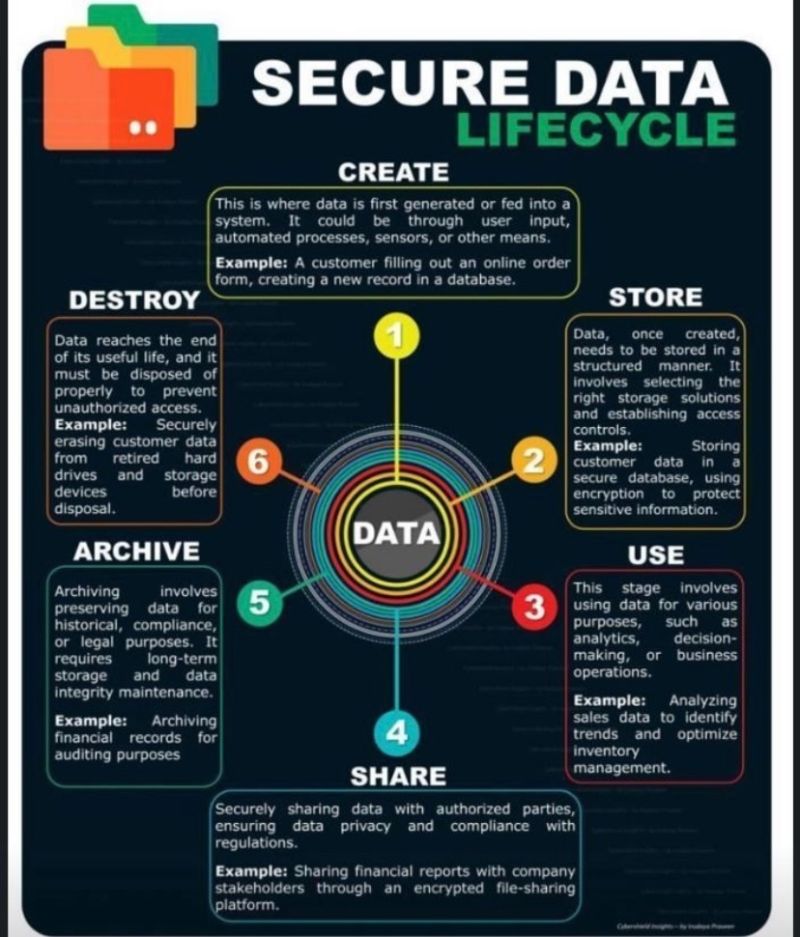 SECURE DATA
LIFECYCLE
CREATE
This is where data is first generated or fed into a
system. It could be through user input,
automated processes, sensors, or other means.
Example: A customer filling out an online order
form, creating a new record in a database.
1
STORE
Data, once created,
needs to be stored in a
structured manner. It
involves selecting the
right storage solutions
and establishing access
controls.
Example: Storing
customer data in a
secure database, using
encryption to protect
sensitive information.
2
USE
This stage involves
using data for various
purposes, such as
analytics, decision-
making, or business
operations.
Example: Analyzing
sales data to identify
trends and optimize
inventory
management.
3
SHARE
Securely sharing data with authorized parties,
ensuring data privacy and compliance with
regulations.
Example: Sharing financial reports with company
stakeholders through an encrypted file-sharing
platform.
4
ARCHIVE
Archiving involves
preserving data for
historical, compliance,
or legal purposes. It
requires long-term
storage and data
integrity maintenance.
Example: Archiving
financial records for
auditing purposes
5
DESTROY
Data reaches the end
of its useful life, and it
must be disposed of
properly to prevent
unauthorized access.
Example: Securely
erasing customer data
from retired hard
drives and storage
devices before
disposal.
6
DATA
Cybershield Insights – by Inabaya Praveen